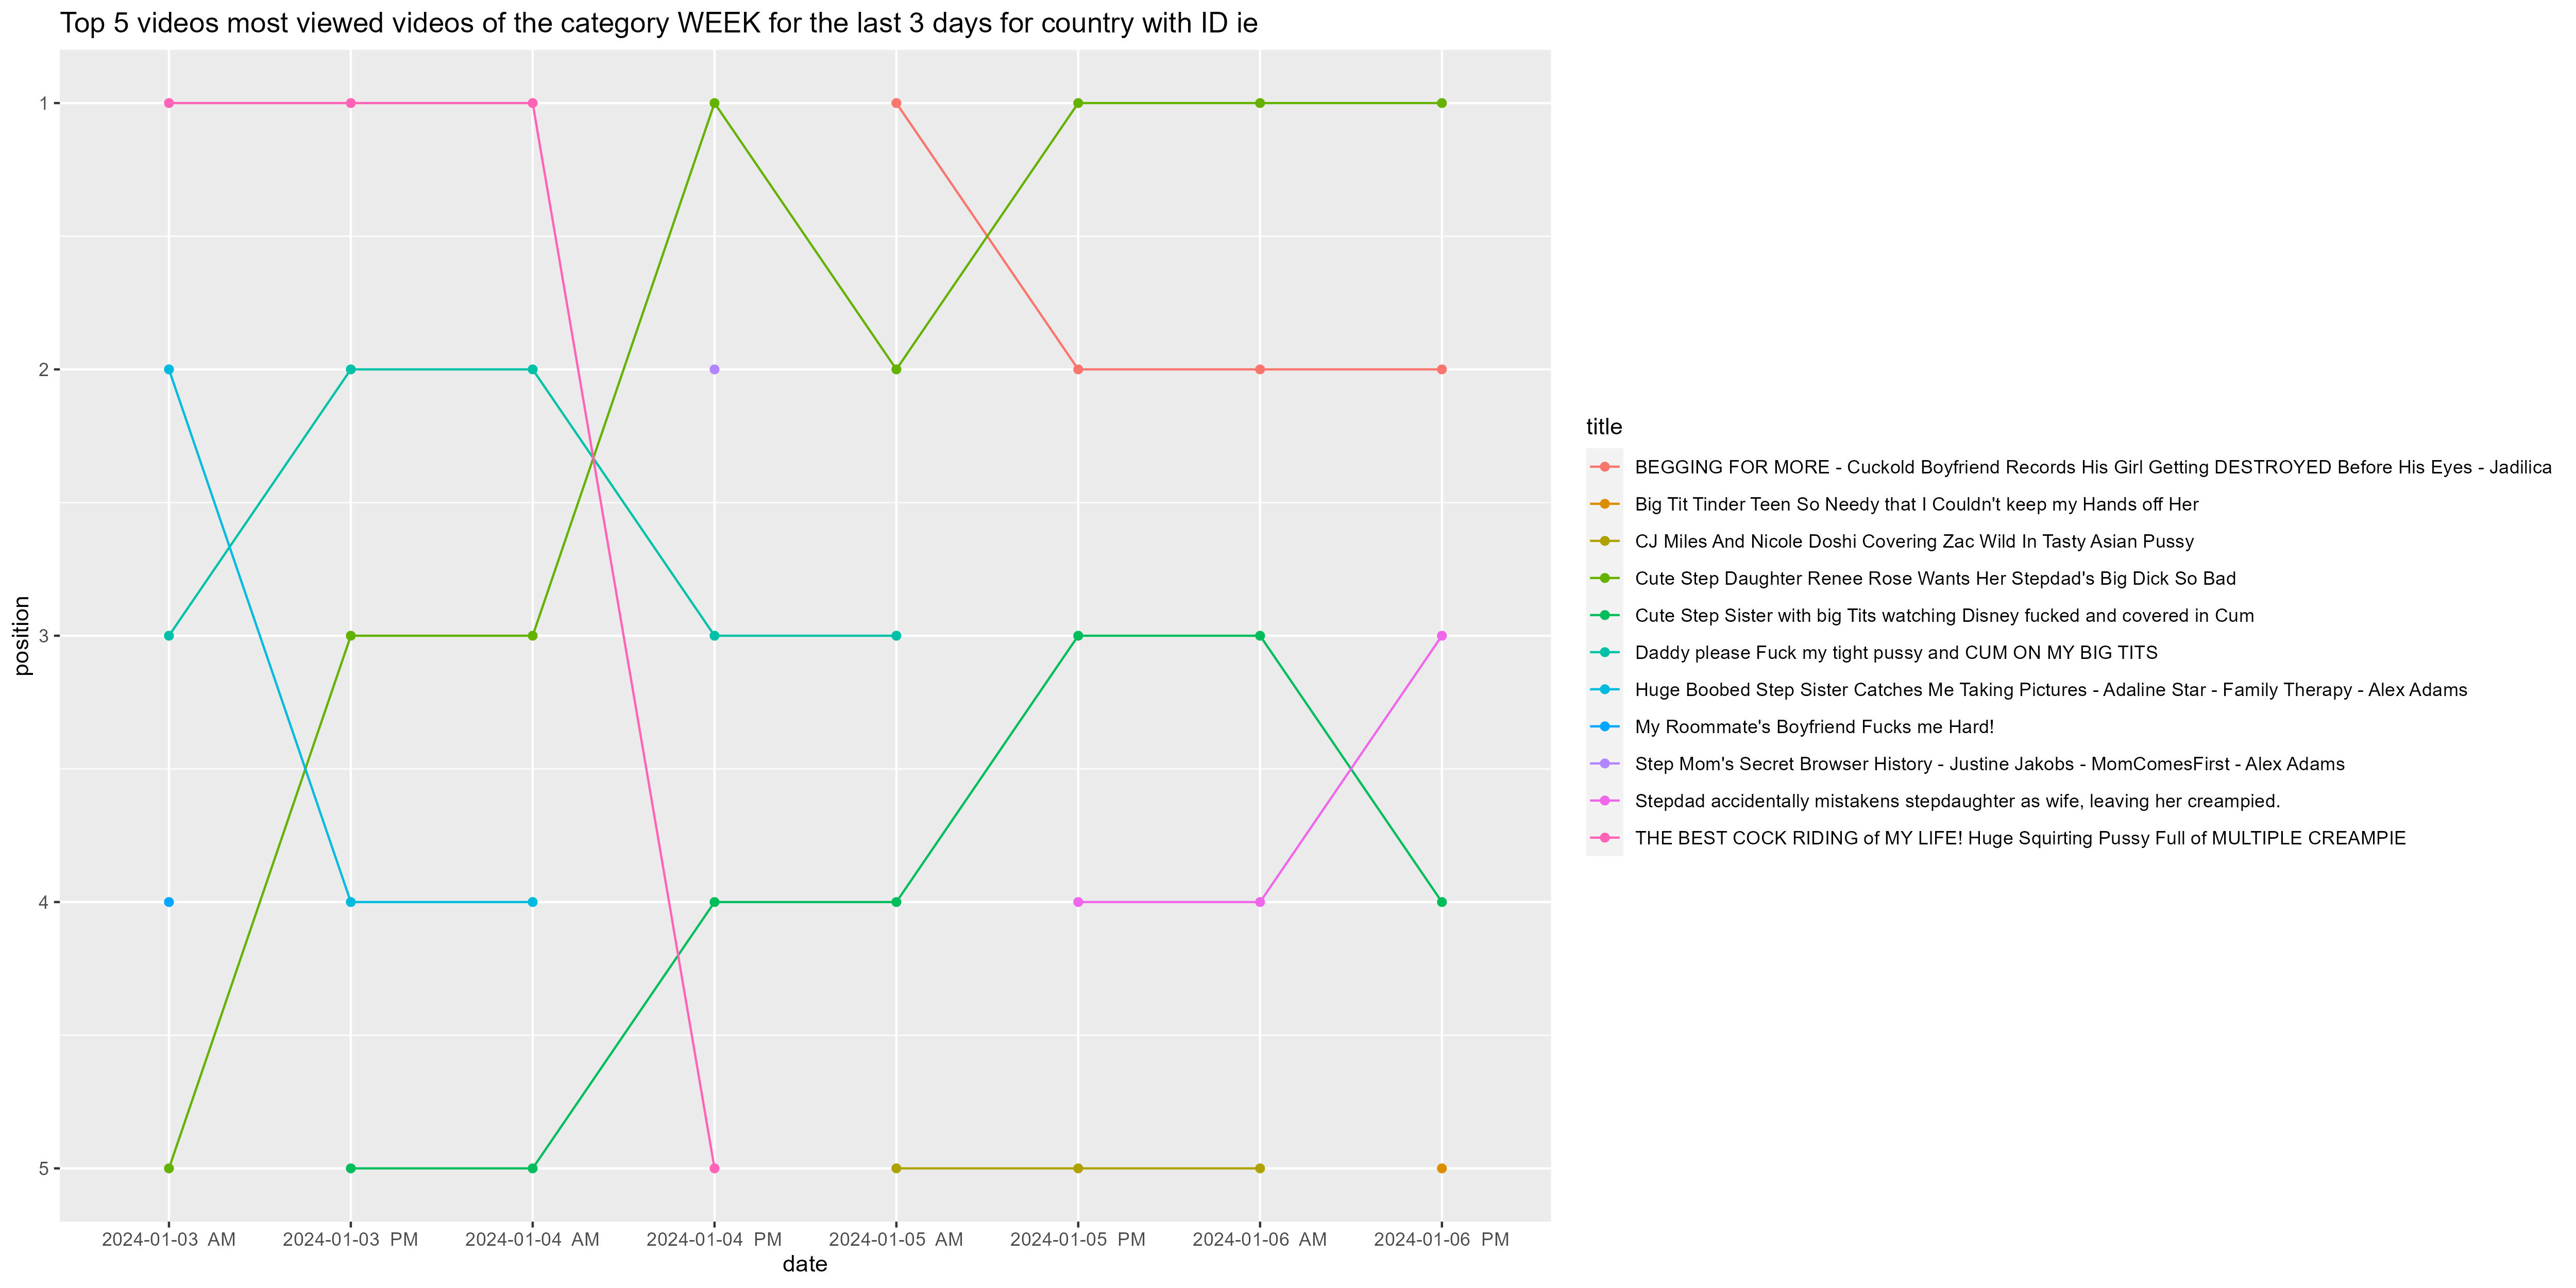 Top 5 videos most viewed videos of the category WEEK for the last 3 days for country with ID ie
position
1
2
3
4
5
2024-01-03 AM
2024-01-03 PM
2024-01-04 AM
2024-01-04 PM
2024-01-05 AM
2024-01-05 PM
2024-01-06 AM
2024-01-06 PM
date
title
BEGGING FOR MORE - Cuckold Boyfriend Records His Girl Getting DESTROYED Before His Eyes - Jadilica
Big Tit Tinder Teen So Needy that I Couldn't keep my Hands off Her
CJ Miles And Nicole Doshi Covering Zac Wild In Tasty Asian Pussy
Cute Step Daughter Renee Rose Wants Her Stepdad's Big Dick So Bad
Cute Step Sister with big Tits watching Disney fucked and covered in Cum
Daddy please Fuck my tight pussy and CUM ON MY BIG TITS
Huge Boobed Step Sister Catches Me Taking Pictures - Adaline Star - Family Therapy - Alex Adams
My Roommate's Boyfriend Fucks me Hard!
Step Mom's Secret Browser History - Justine Jakobs - MomComesFirst - Alex Adams
Stepdad accidentally mistakens stepdaughter as wife, leaving her creampied.
THE BEST COCK RIDING of MY LIFE! Huge Squirting Pussy Full of MULTIPLE CREAMPIE